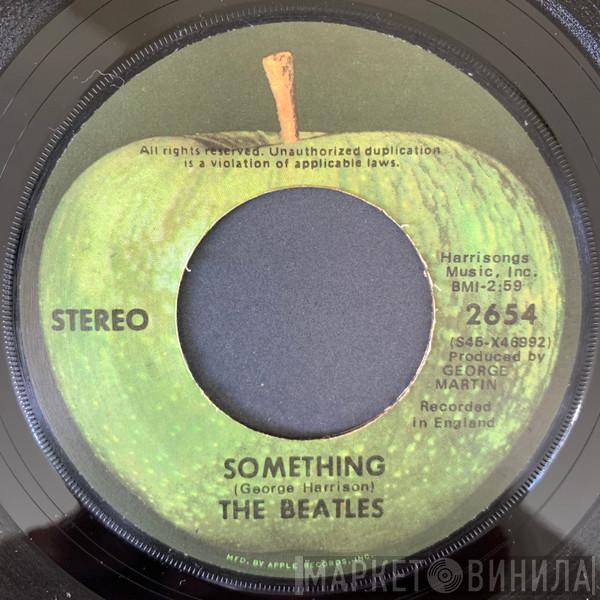 All rights reserved. Unauthorized duplication
is a violation of applicable laws.
STEREO
Harrisongs
Music, Inc.
BMI-2:59
2654
(S45-X46992)
Produced by
GEORGE
MARTIN
Recorded
in England
SOMETHING
(George Harrison)
THE BEATLES
MFD. BY APPLE RECORDS, INC.
МАРКЕТ ВИНИЛА